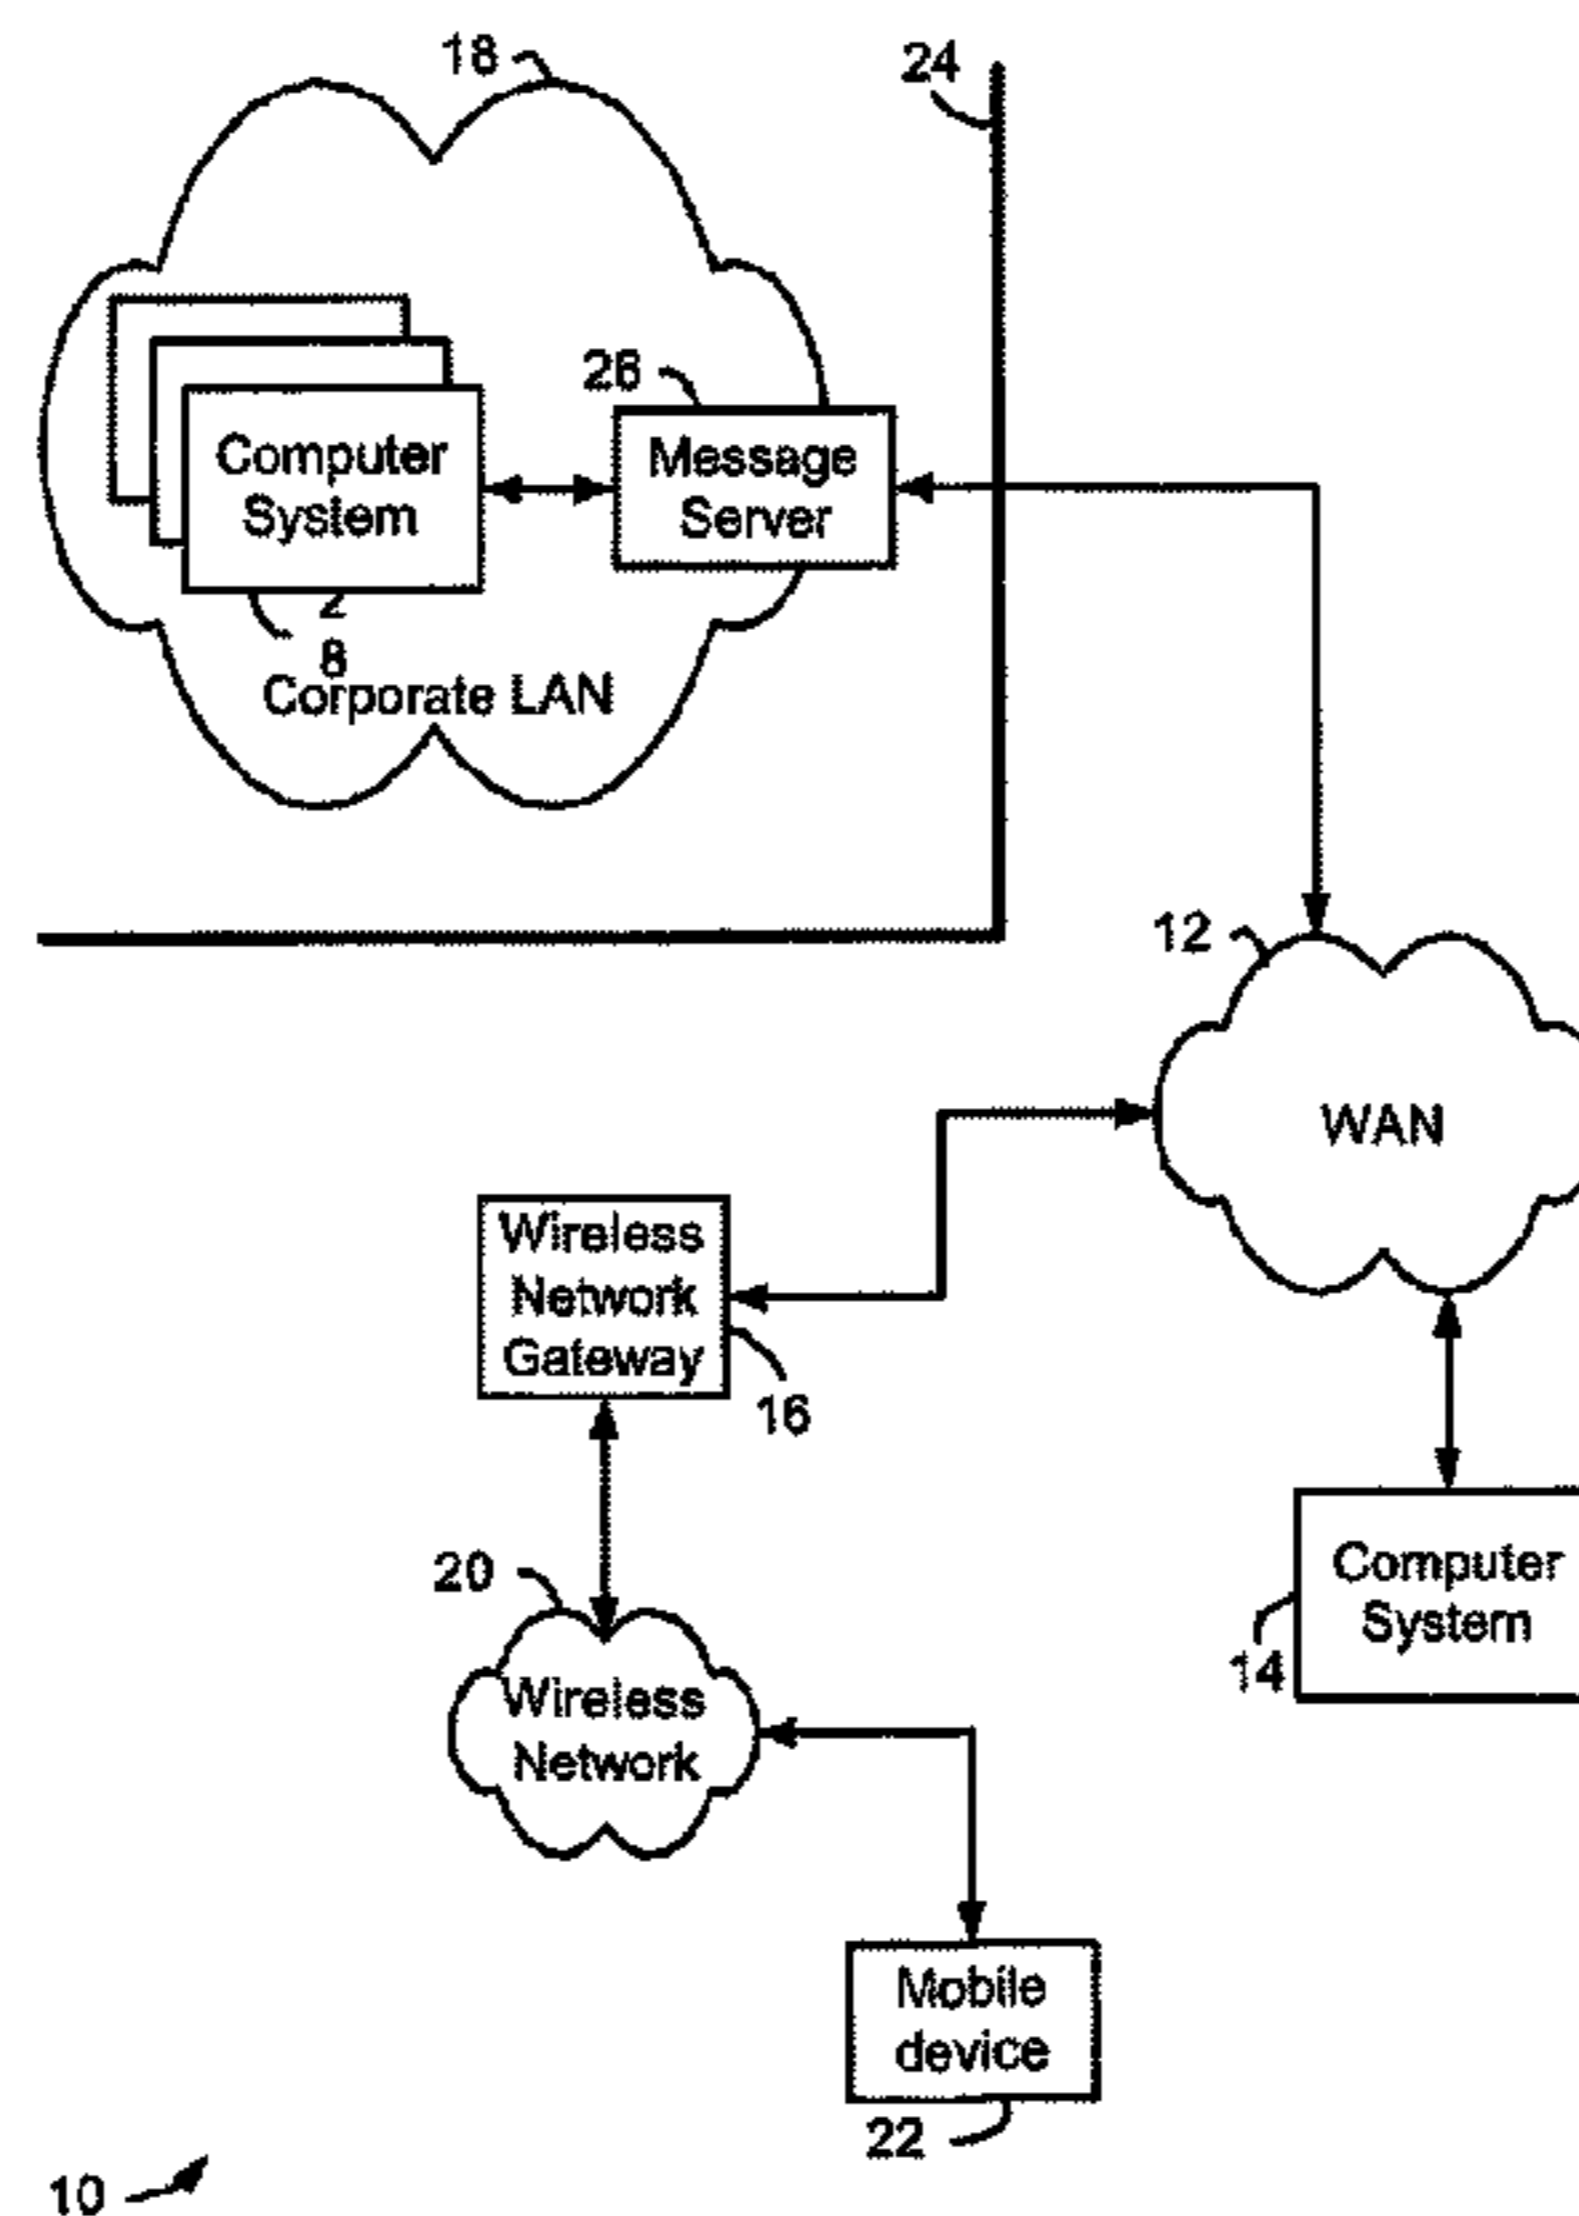 18
24
26
Computer
System
Message
Server
2
8
Corporate LAN
12
WAN
Wireless
Network
Gateway
16
20
Computer
System
14
Wireless
Network
Mobile
device
22
10